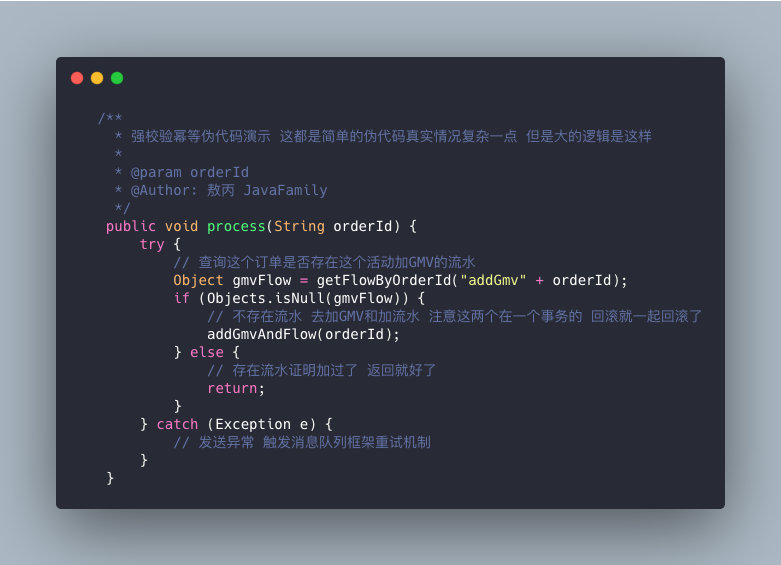 /**
 * 强校验幂等伪代码演示 这都是简单的伪代码真实情况复杂一点 但是大的逻辑是这样
 *
 * @param orderId
 * @Author: 敖丙 JavaFamily
 */
public void process(String orderId) {
try {
// 查询这个订单是否存在这个活动加GMV的流水
Object gmvFlow = getFlowByOrderId("addGmv" + orderId);
if (Objects.isNull(gmvFlow)) {
// 不存在流水 去加GMV和加流水 注意这两个在一个事务的 回滚就一起回滚了
addGmvAndFlow(orderId);
} else {
// 存在流水证明加过了 返回就好了
return;
}
} catch (Exception e) {
// 发送异常 触发消息队列框架重试机制
}
}